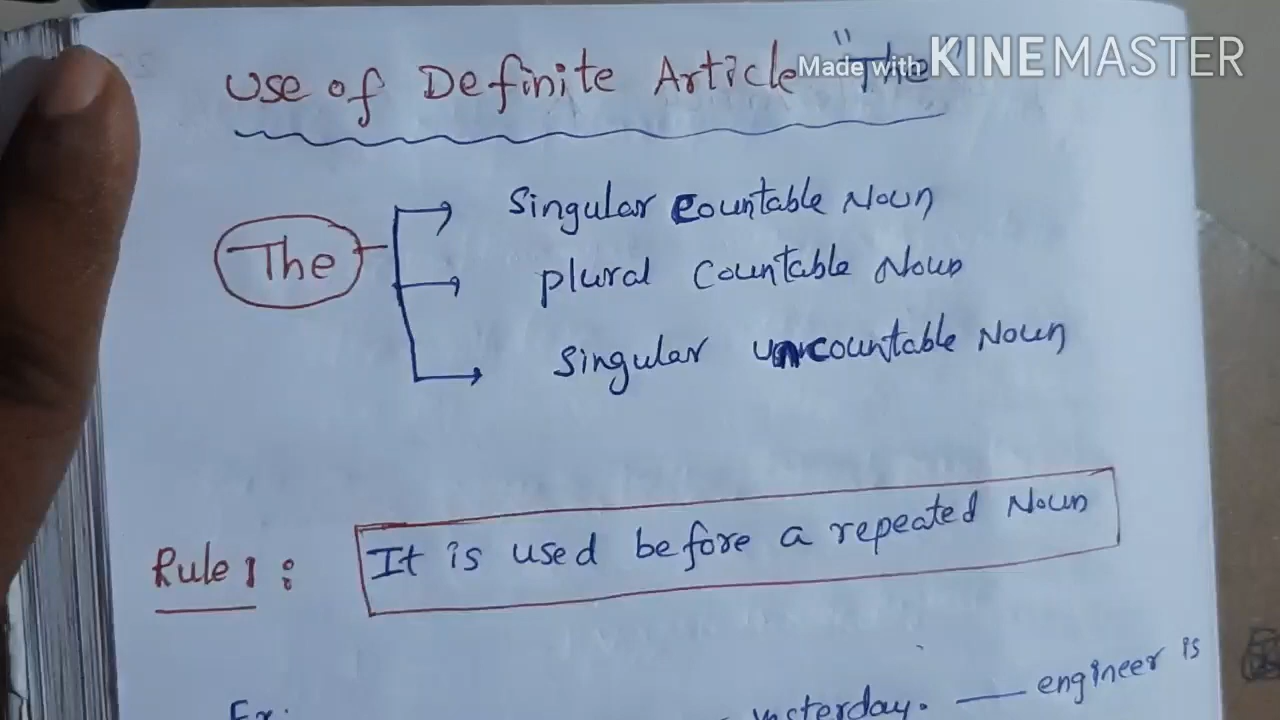 Use of Definite Article "The"
Made with KINEMASTER
The
Singular Countable Noun
plural Countable Noun
Singular uncountable Noun
Rule 1 : It is used before a repeated Noun
Ex: yesterday. ___ engineer is